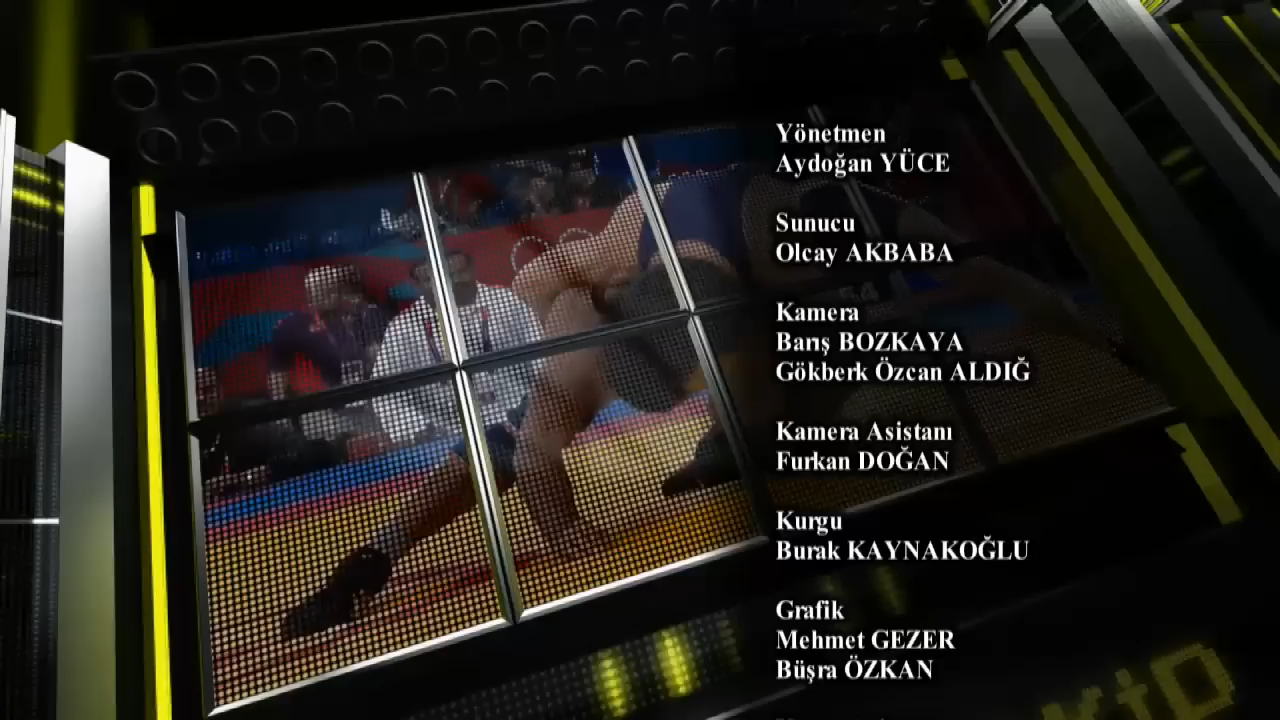 Yönetmen
Aydoğan YÜCE
Sunucu
Olcay AKBABA
Kamera
Barış BOZKAYA
Gökberk Özcan ALDIĞ
Kamera Asistanı
Furkan DOĞAN
Kurgu
Burak KAYNAKOĞLU
Grafik
Mehmet GEZER
Büşra ÖZKAN